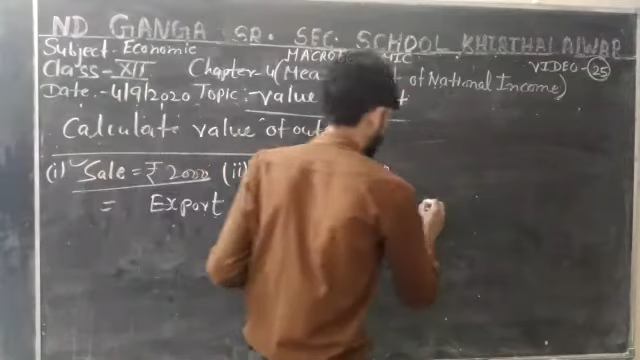 ND GANGA SR. SEC. SCHOOL KHISTHAL ALWAR
Subject. Economic MACRO MIC
Class-XII Chapter-4(Mea t of National Income) VIDEO-25
Date.-4/9/2020 Topic:-value t
Calculate value of out
(i) Sale = ₹2000 (ii)
= Export